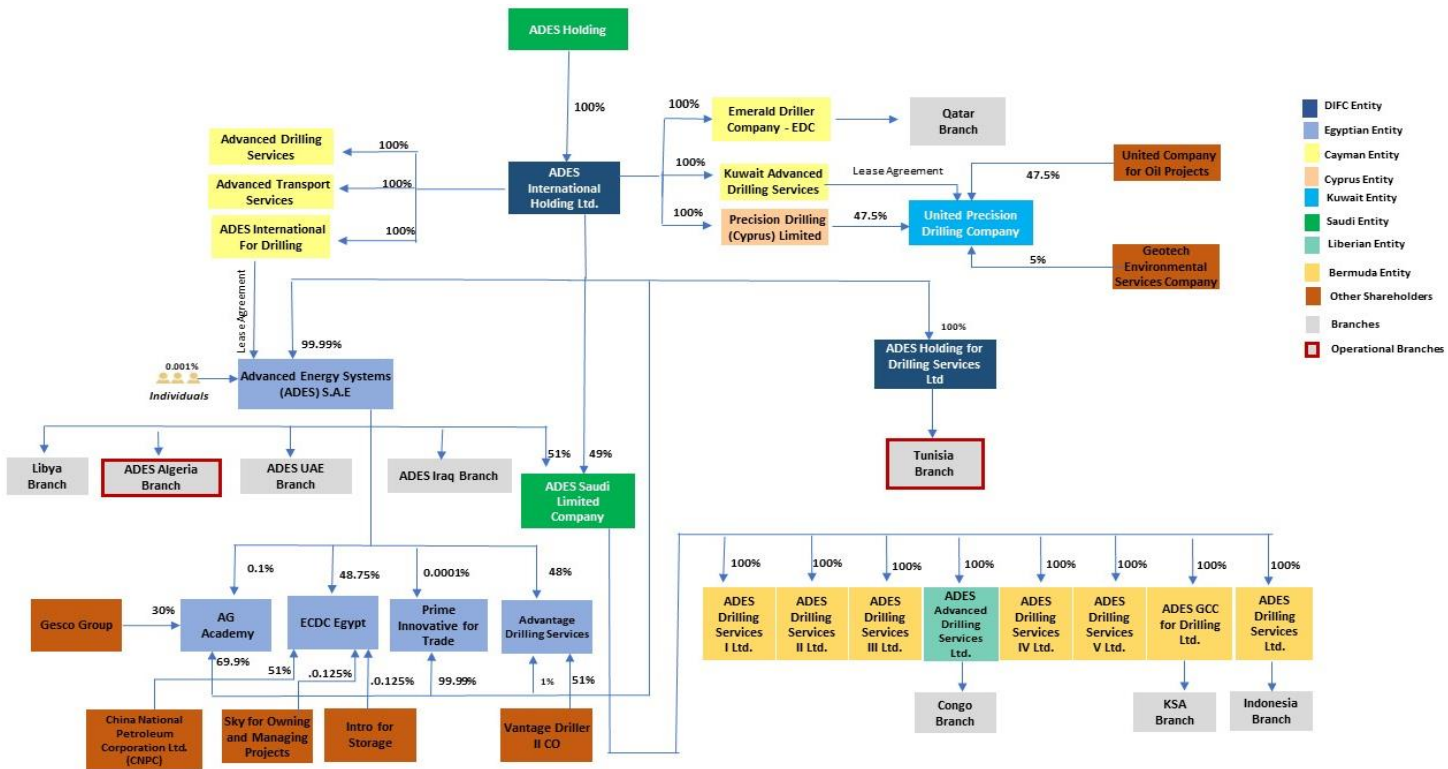 ADES Holding
100%
Advanced Drilling
Services
100%
Advanced Transport
Services
100%
ADES International
For Drilling
100%
ADES
International
Holding Ltd.
100%
Emerald Driller
Company - EDC
Qatar
Branch
100%
Kuwait Advanced
Drilling Services
Lease Agreement
100%
Precision Drilling
(Cyprus) Limited
47.5%
United Precision
Drilling Company
United Company
for Oil Projects
47.5%
Geotech
Environmental
Services Company
5%
DIFC Entity
Egyptian Entity
Cayman Entity
Cyprus Entity
Kuwait Entity
Saudi Entity
Liberian Entity
Bermuda Entity
Other Shareholders
Branches
Operational Branches
Lease Agreement
99.99%
0.001%
Individuals
Advanced Energy Systems
(ADES) S.A.E
100%
ADES Holding for
Drilling Services
Ltd
Tunisia
Branch
Libya
Branch
ADES Algeria
Branch
ADES UAE
Branch
ADES Iraq Branch
51%
49%
ADES Saudi
Limited
Company
0.1%
48.75%
0.0001%
48%
Gesco Group
30%
AG
Academy
ECDC Egypt
Prime
Innovative for
Trade
Advantage
Drilling Services
69.9%
51%
.0.125%
.0.125%
99.99%
1%
51%
China National
Petroleum
Corporation Ltd.
(CNPC)
Sky for Owning
and Managing
Projects
Intro for
Storage
Vantage Driller
II CO
100%
100%
100%
100%
100%
100%
100%
100%
ADES
Drilling
Services
I Ltd.
ADES
Drilling
Services
II Ltd.
ADES
Drilling
Services
III Ltd.
ADES
Advanced
Drilling
Services
Ltd.
ADES
Drilling
Services
IV Ltd.
ADES
Drilling
Services
V Ltd.
ADES GCC
for Drilling
Ltd.
ADES
Drilling
Services
Ltd.
Congo
Branch
KSA
Branch
Indonesia
Branch